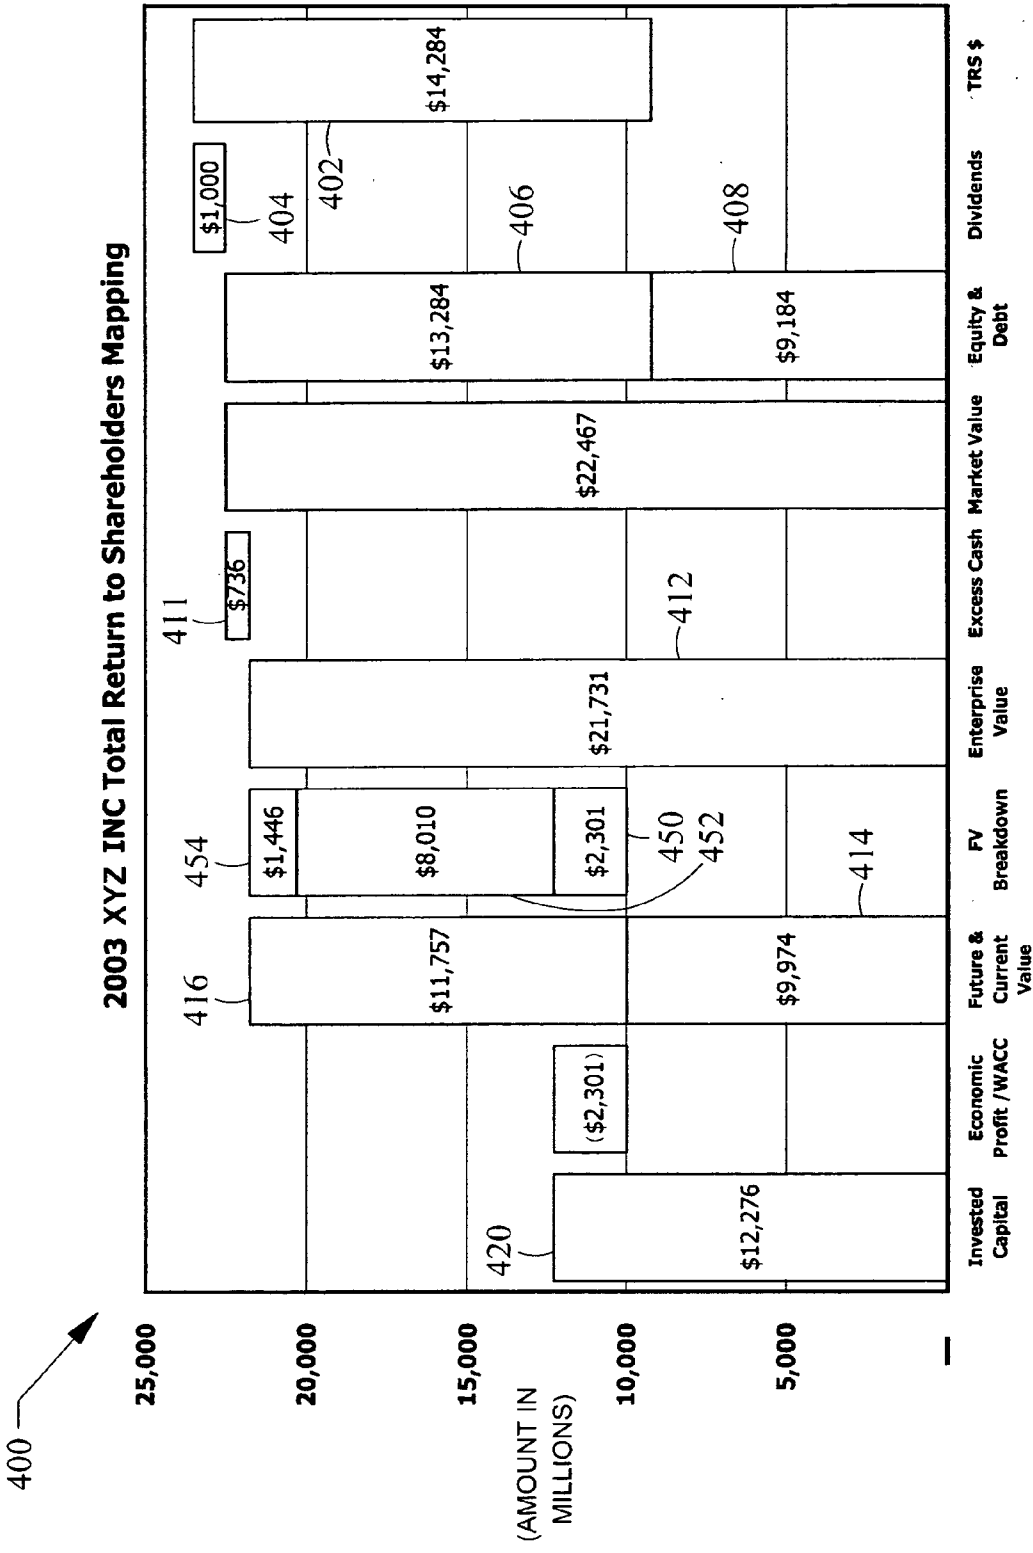 400
2003 XYZ INC Total Return to Shareholders Mapping
25,000
20,000
15,000
10,000
5,000
—
(AMOUNT IN
MILLIONS)
420
$12,276
($2,301)
416
$11,757
$9,974
414
454
$1,446
$8,010
$2,301
450
452
$21,731
412
411
$736
$22,467
$13,284
406
$9,184
408
$1,000
404
$14,284
402
Invested
Capital
Economic
Profit /WACC
Future &
Current
Value
FV
Breakdown
Enterprise
Value
Excess Cash
Market Value
Equity &
Debt
Dividends
TRS $